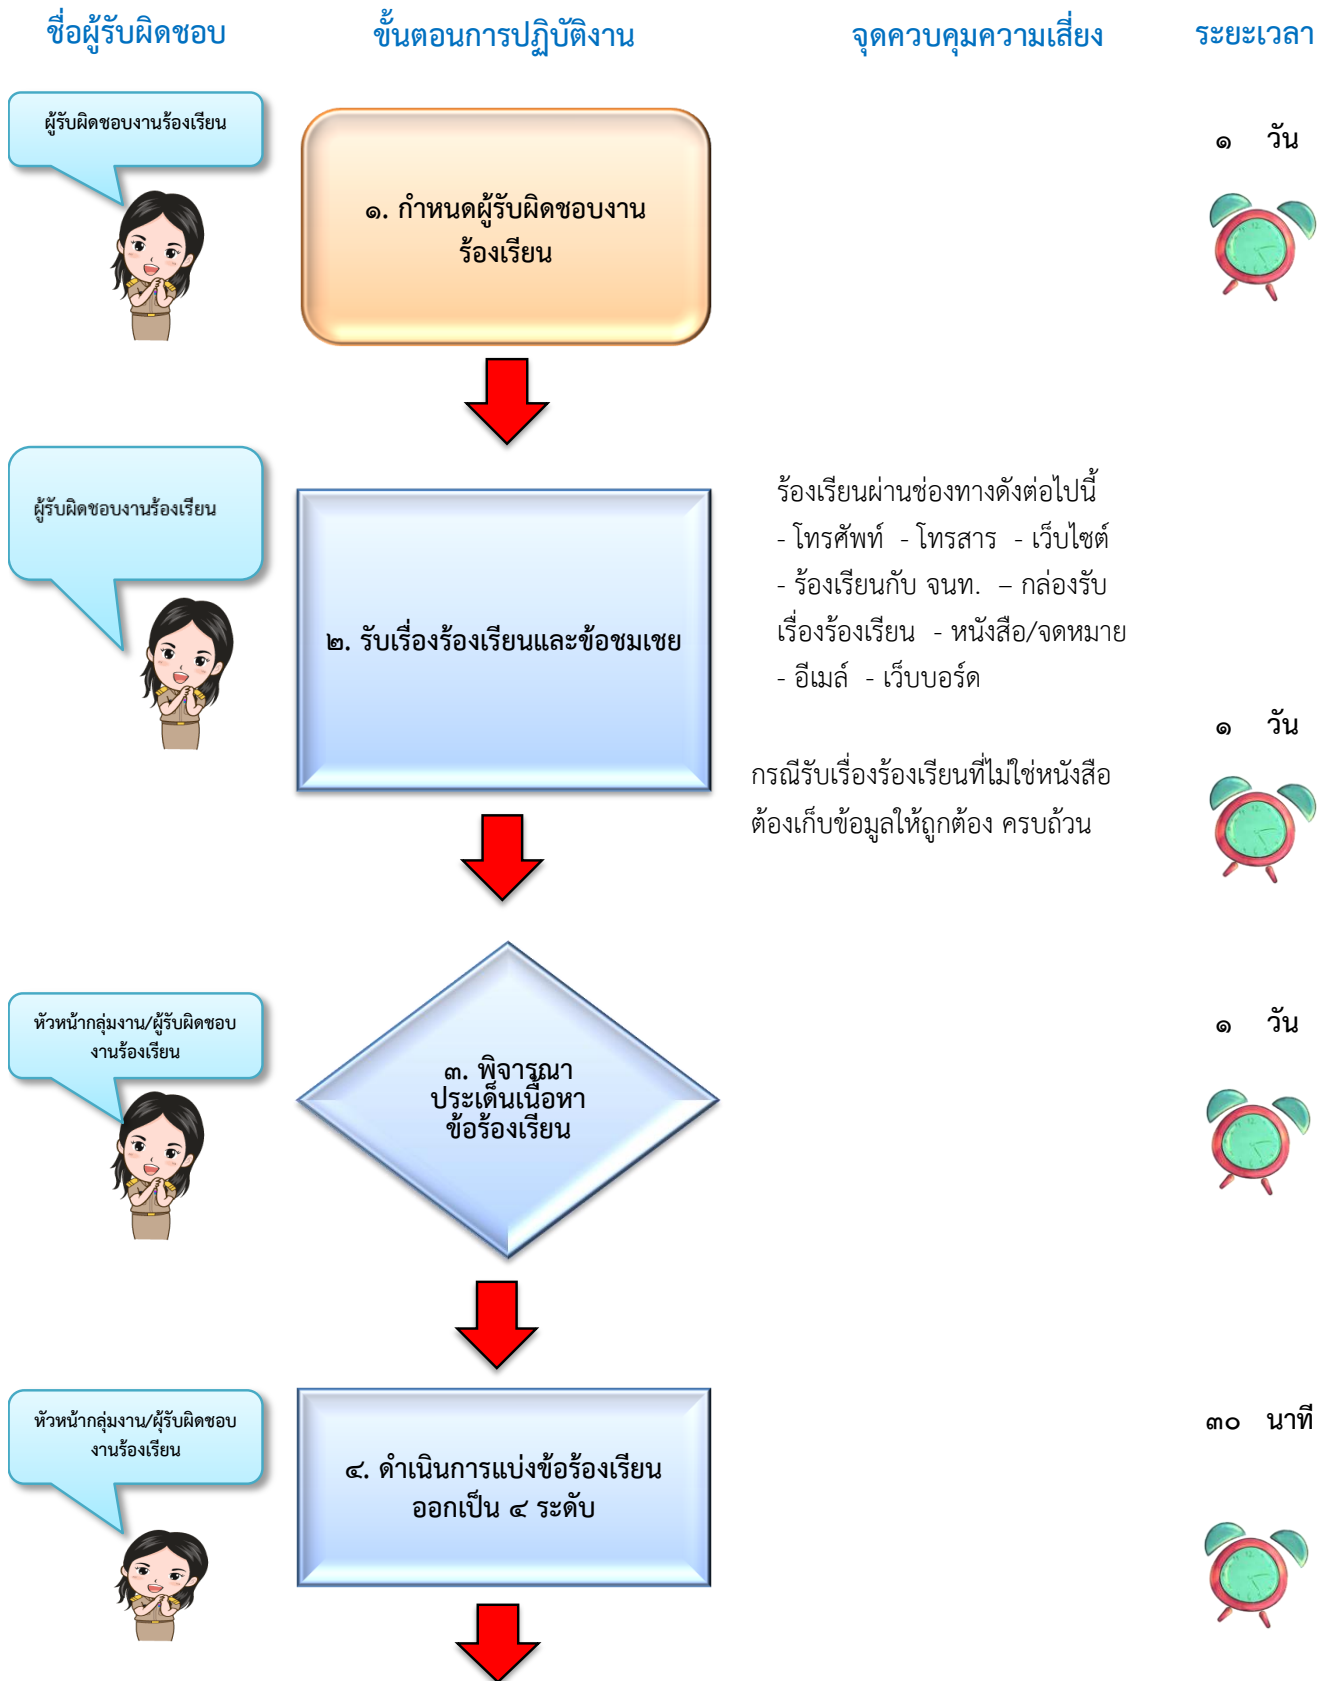 ชื่อผู้รับผิดชอบ ขั้นตอนการปฏิบัติงาน จุดควบคุมความเสี่ยง ระยะเวลา
ผู้รับผิดชอบงานร้องเรียน
๑. กำหนดผู้รับผิดชอบงาน
ร้องเรียน
๑ วัน
ผู้รับผิดชอบงานร้องเรียน
๒. รับเรื่องร้องเรียนและข้อชมเชย
ร้องเรียนผ่านช่องทางดังต่อไปนี้
- โทรศัพท์ - โทรสาร - เว็บไซต์
- ร้องเรียนกับ จนท. – กล่องรับ
เรื่องร้องเรียน - หนังสือ/จดหมาย
- อีเมล์ - เว็บบอร์ด
กรณีรับเรื่องร้องเรียนที่ไม่ใช่หนังสือ
ต้องเก็บข้อมูลให้ถูกต้อง ครบถ้วน
๑ วัน
หัวหน้ากลุ่มงาน/ผู้รับผิดชอบ
งานร้องเรียน
๓. พิจารณา
ประเด็นเนื้อหา
ข้อร้องเรียน
๑ วัน
หัวหน้ากลุ่มงาน/ผุ้รับผิดชอบ
งานร้องเรียน
๔. ดำเนินการแบ่งข้อร้องเรียน
ออกเป็น ๔ ระดับ
๓๐ นาที